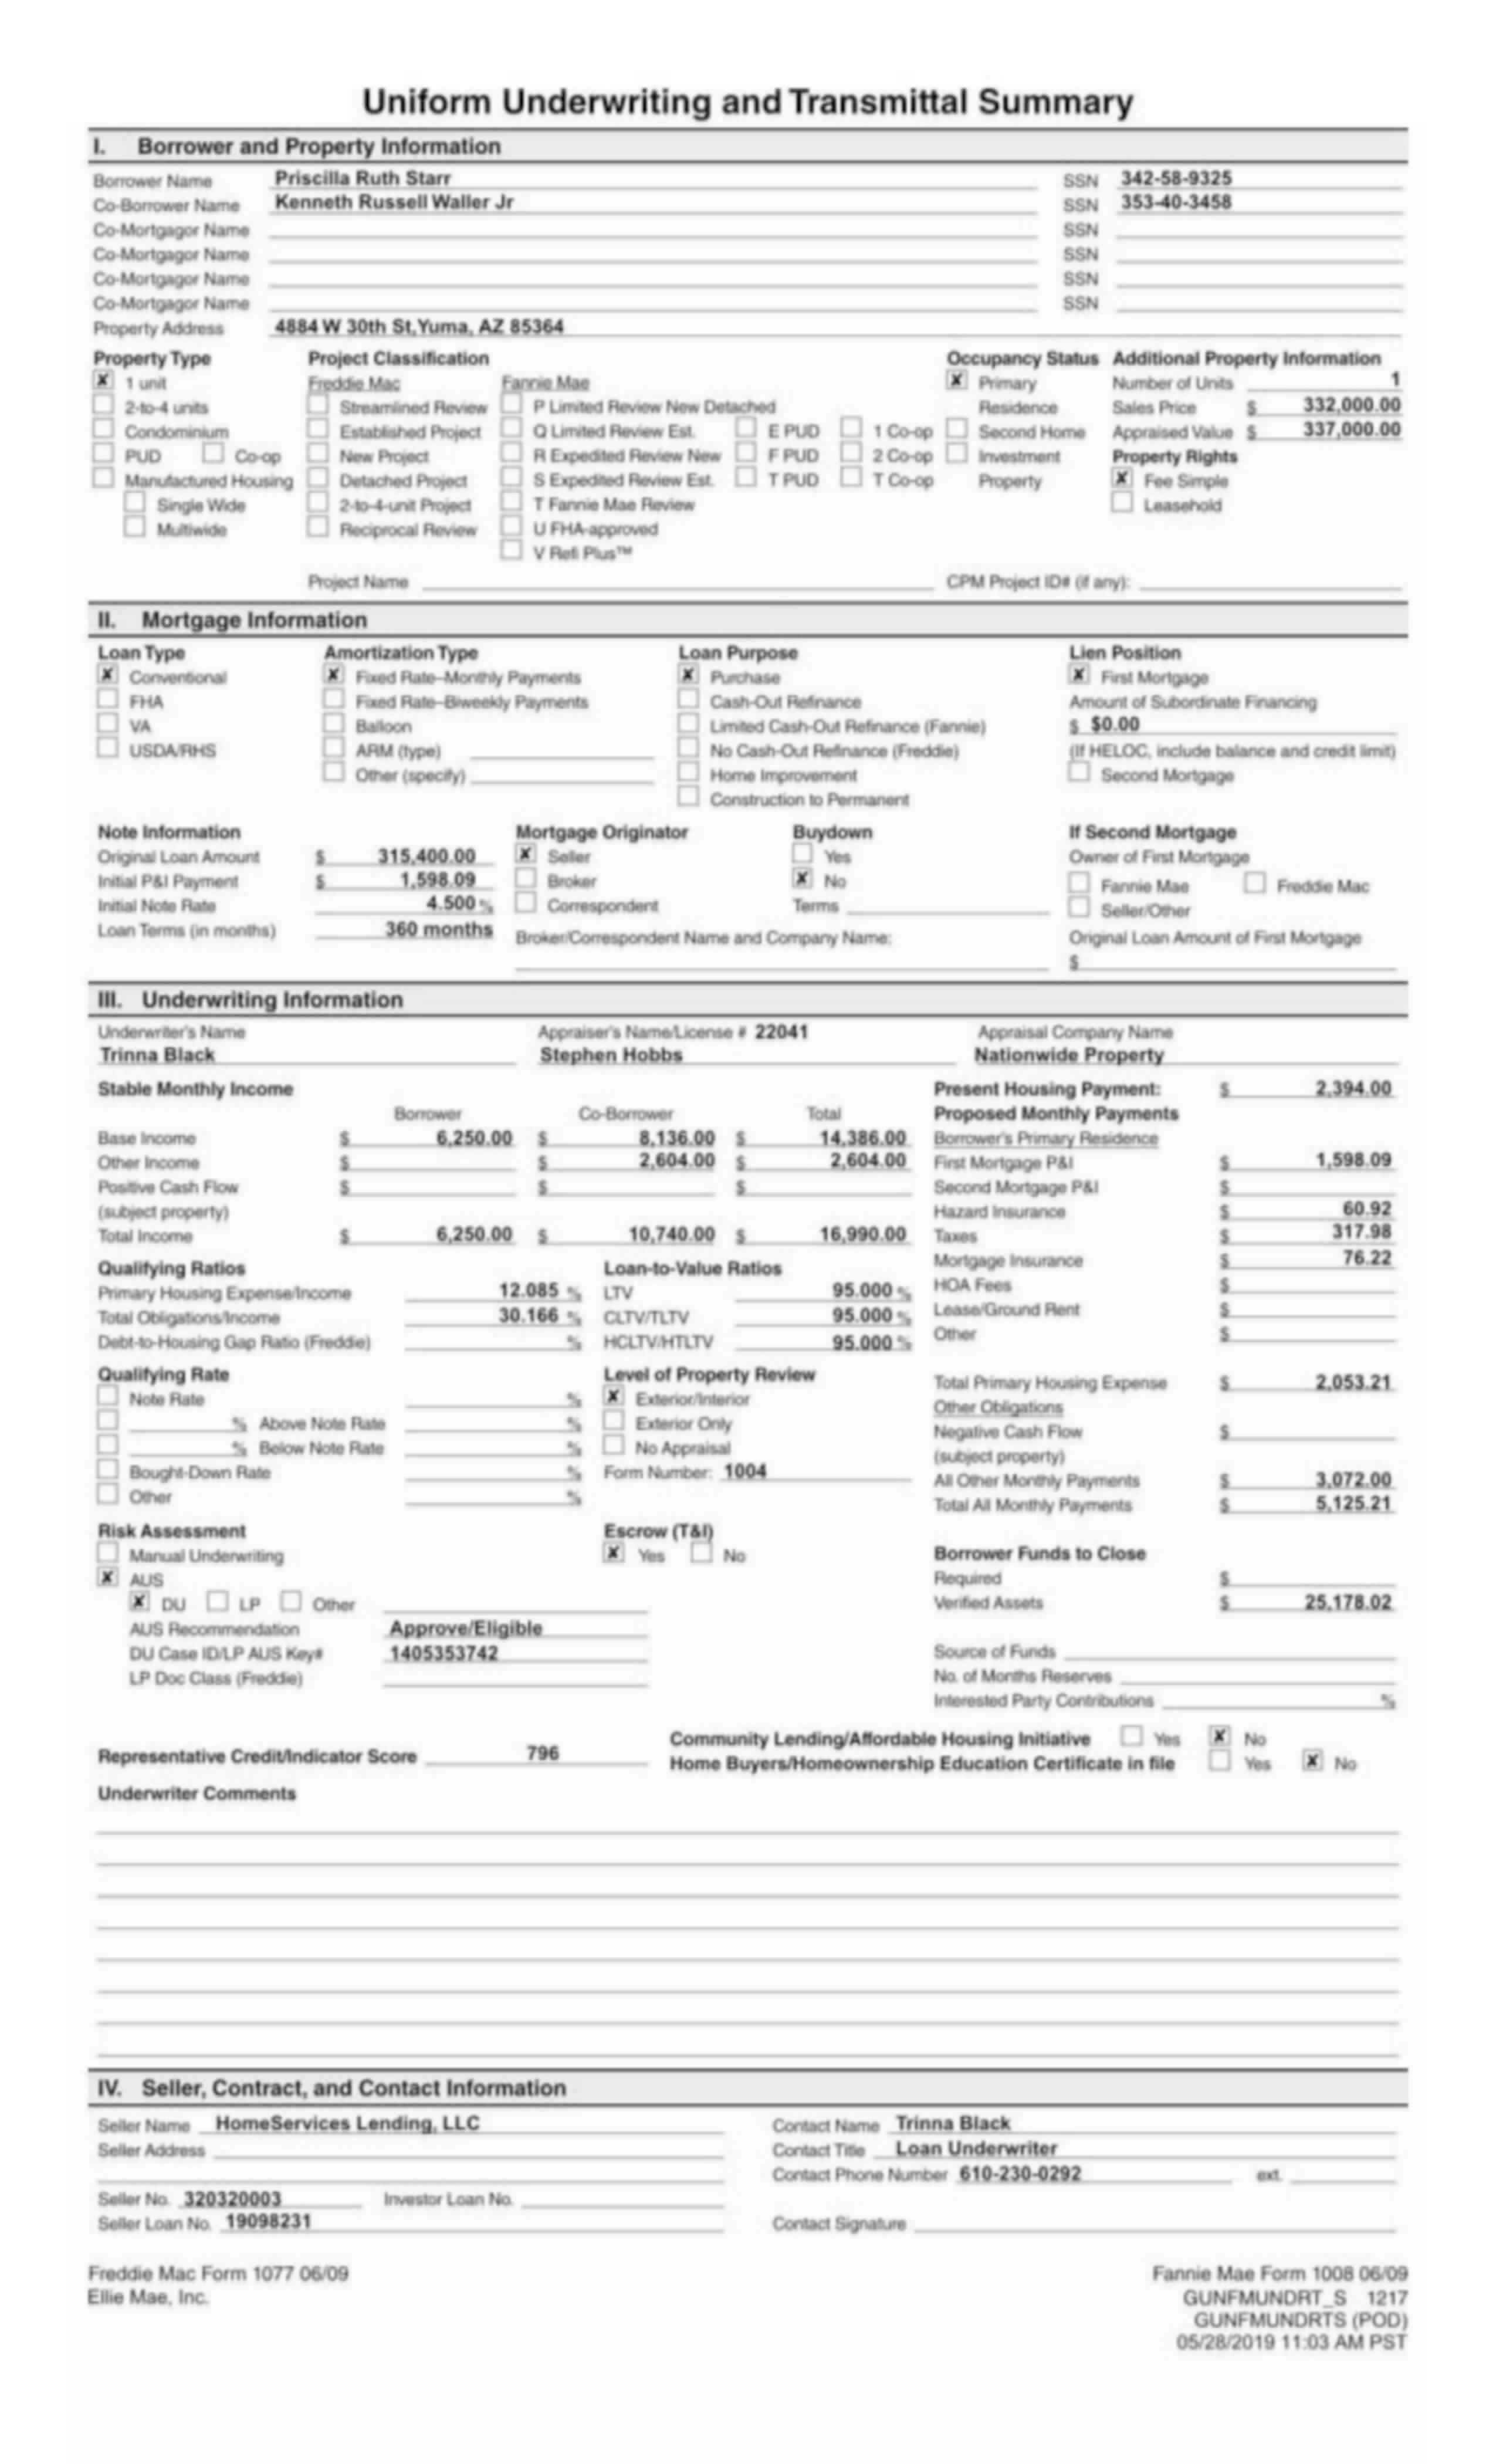 Uniform Underwriting and Transmittal Summary
I. Borrower and Property Information
Borrower Name Priscilla Ruth Starr SSN 342-58-9325
Co-Borrower Name Kenneth Russell Waller Jr SSN 353-40-3458
Co-Mortgagor Name SSN
Co-Mortgagor Name SSN
Co-Mortgagor Name SSN
Co-Mortgagor Name SSN
Property Address 4884 W 30th St,Yuma, AZ 85364
Property Type Project Classification Occupancy Status Additional Property Information
X 1 unit Freddie Mac Fannie Mae X Primary Number of Units 1
2-to-4 units Streamlined Review P Limited Review New Detached Residence Sales Price $ 332,000.00
Condominium Established Project Q Limited Review Est. E PUD 1 Co-op Second Home Appraised Value $ 337,000.00
PUD Co-op New Project R Expedited Review New F PUD 2 Co-op Investment Property Rights
Manufactured Housing Detached Project S Expedited Review Est. T PUD T Co-op Property X Fee Simple
Single Wide 2-to-4-unit Project T Fannie Mae Review Leasehold
Multiwide Reciprocal Review U FHA-approved
V Refi Plus™
Project Name CPM Project ID# (if any):
II. Mortgage Information
Loan Type Amortization Type Loan Purpose Lien Position
X Conventional X Fixed Rate–Monthly Payments X Purchase X First Mortgage
FHA Fixed Rate–Biweekly Payments Cash-Out Refinance Amount of Subordinate Financing
VA Balloon Limited Cash-Out Refinance (Fannie) $ $0.00
USDA/RHS ARM (type) No Cash-Out Refinance (Freddie) (If HELOC, include balance and credit limit)
Other (specify) Home Improvement Second Mortgage
Construction to Permanent
Note Information Mortgage Originator Buydown If Second Mortgage
Original Loan Amount $ 315,400.00 X Seller Yes Owner of First Mortgage
Initial P&I Payment $ 1,598.09 Broker X No Fannie Mae Freddie Mac
Initial Note Rate 4.500 % Correspondent Terms Seller/Other
Loan Terms (in months) 360 months Broker/Correspondent Name and Company Name: Original Loan Amount of First Mortgage
$
III. Underwriting Information
Underwriter's Name Appraiser's Name/License # 22041 Appraisal Company Name
Trinna Black Stephen Hobbs Nationwide Property
Stable Monthly Income Present Housing Payment: $ 2,394.00
Borrower Co-Borrower Total Proposed Monthly Payments
Base Income $ 6,250.00 $ 8,136.00 $ 14,386.00 Borrower's Primary Residence
Other Income $ $ 2,604.00 $ 2,604.00 First Mortgage P&I $ 1,598.09
Positive Cash Flow $ $ $ Second Mortgage P&I $
(subject property) Hazard Insurance $ 60.92
Total Income $ 6,250.00 $ 10,740.00 $ 16,990.00 Taxes $ 317.98
Qualifying Ratios Loan-to-Value Ratios Mortgage Insurance $ 76.22
Primary Housing Expense/Income 12.085 % LTV 95.000 % HOA Fees $
Total Obligations/Income 30.166 % CLTV/TLTV 95.000 % Lease/Ground Rent $
Debt-to-Housing Gap Ratio (Freddie) % HCLTV/HTLTV 95.000 % Other $
Qualifying Rate Level of Property Review Total Primary Housing Expense $ 2,053.21
Note Rate % X Exterior/Interior Other Obligations
% Above Note Rate % Exterior Only Negative Cash Flow $
% Below Note Rate % No Appraisal (subject property)
Bought-Down Rate % Form Number: 1004 All Other Monthly Payments $ 3,072.00
Other % Total All Monthly Payments $ 5,125.21
Risk Assessment Escrow (T&I)
Manual Underwriting X Yes No Borrower Funds to Close
X AUS Required $
X DU LP Other Verified Assets $ 25,178.02
AUS Recommendation Approve/Eligible
DU Case ID/LP AUS Key# 1405353742 Source of Funds
LP Doc Class (Freddie) No. of Months Reserves
Interested Party Contributions %
Community Lending/Affordable Housing Initiative Yes X No
Representative Credit/Indicator Score 796 Home Buyers/Homeownership Education Certificate in file Yes X No
Underwriter Comments
IV. Seller, Contract, and Contact Information
Seller Name HomeServices Lending, LLC Contact Name Trinna Black
Seller Address Contact Title Loan Underwriter
Contact Phone Number 610-230-0292 ext.
Seller No. 320320003 Investor Loan No.
Seller Loan No. 19098231 Contact Signature
Freddie Mac Form 1077 06/09 Fannie Mae Form 1008 06/09
Ellie Mae, Inc. GUNFMUNDRT_S 1217
GUNFMUNDRTS (POD)
05/28/2019 11:03 AM PST